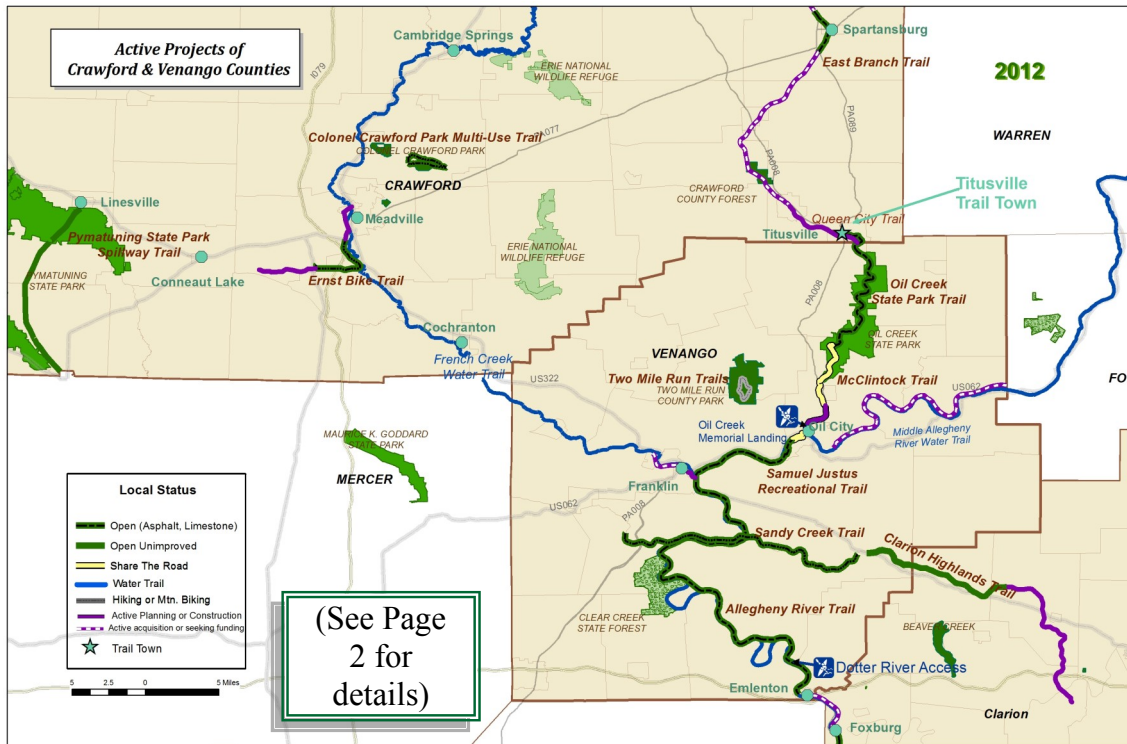 Active Projects of
Crawford & Venango Counties
Cambridge Springs
Spartansburg
ERIE NATIONAL
WILDLIFE REFUGE
East Branch Trail
2012
I079
PA077
PA089
WARREN
Colonel Crawford Park Multi-Use Trail
COLONEL CRAWFORD PARK
CRAWFORD
PA008
CRAWFORD
COUNTY FOREST
Titusville
Trail Town
Linesville
Meadville
Queen City Trail
Titusville
Pymatuning State Park
Spillway Trail
ERIE NATIONAL
WILDLIFE REFUGE
PYMATUNING
STATE PARK
Conneaut Lake
Ernst Bike Trail
PA008
Oil Creek
State Park Trail
Cochranton
OIL CREEK
STATE PARK
French Creek
Water Trail
VENANGO
US322
Two Mile Run Trails
TWO MILE RUN
COUNTY PARK
McClintock Trail
US062
FO
Oil Creek
Memorial Landing
Oil City
Middle Allegheny
River Water Trail
MAURICE K. GODDARD
STATE PARK
MERCER
Franklin
Samuel Justus
Recreational Trail
US062
PA008
Sandy Creek Trail
Clarion Highlands Trail
Local Status
Open (Asphalt, Limestone)
Open Unimproved
Share The Road
Water Trail
Hiking or Mtn. Biking
Active Planning or Construction
Active acquisition or seeking funding
Trail Town
5 2.5 0 5 Miles
(See Page
2 for
details)
CLEAR CREEK
STATE FOREST
Allegheny River Trail
BEAVER CREEK
Dotter River Access
Emlenton
Foxburg
Clarion